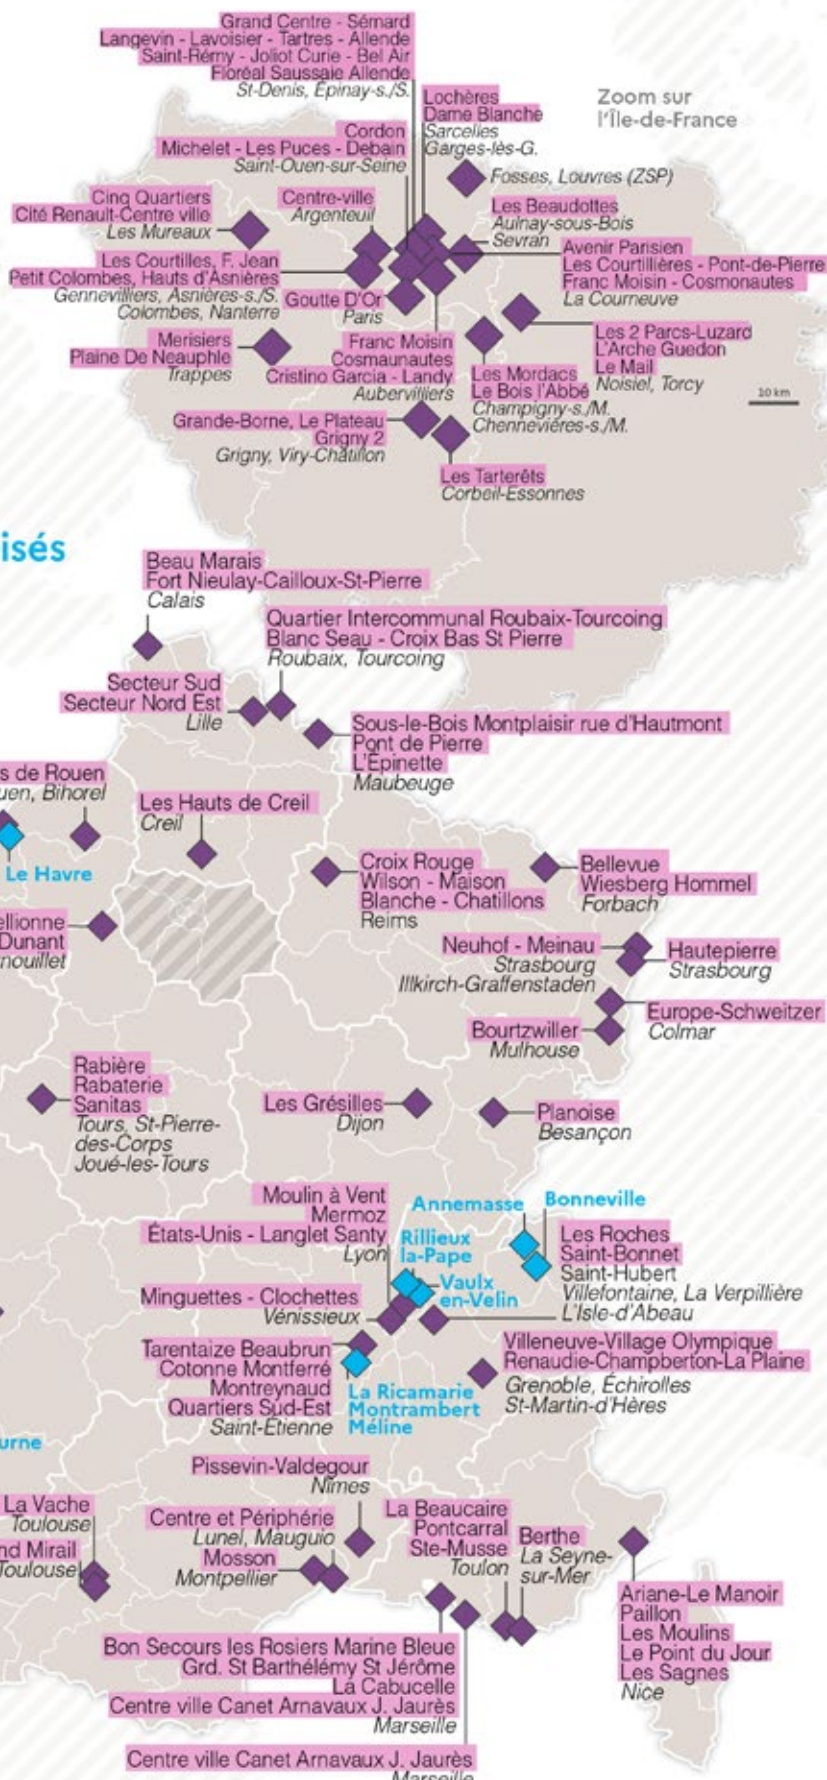 Grand Centre - Sémard
Langevin - Lavoisier - Tartres - Allende
Saint-Rémy - Joliot Curie - Bel Air
Floréal Saussaie Allende
St-Denis, Épinay-s./S.
Lochères
Dame Blanche
Sarcelles
Garges-lès-G.
Zoom sur
l'Île-de-France
Cordon
Michelet - Les Puces - Debain
Saint-Ouen-sur-Seine
Fosses, Louvres (ZSP)
Cinq Quartiers
Cité Renault-Centre ville
Les Mureaux
Centre-ville
Argenteuil
Les Beaudottes
Aulnay-sous-Bois
Sevran
Avenir Parisien
Les Courtillières - Pont-de-Pierre
Franc Moisin - Cosmonautes
La Courneuve
Les Courtilles, F. Jean
Petit Colombes, Hauts d'Asnières
Gennevilliers, Asnières-s./S.
Colombes, Nanterre
Goutte D'Or
Paris
Merisiers
Plaine De Neauphle
Trappes
Franc Moisin
Cosmaunautes
Cristino Garcia - Landy
Aubervilliers
Les Mordacs
Le Bois l'Abbé
Champigny-s./M.
Chennevières-s./M.
Les 2 Parcs-Luzard
L'Arche Guedon
Le Mail
Noisiel, Torcy
10 km
Grande-Borne, Le Plateau
Grigny 2
Grigny, Viry-Châtillon
Les Tarterêts
Corbeil-Essonnes
isés
Beau Marais
Fort Nieulay-Cailloux-St-Pierre
Calais
Quartier Intercommunal Roubaix-Tourcoing
Blanc Seau - Croix Bas St Pierre
Roubaix, Tourcoing
Secteur Sud
Secteur Nord Est
Lille
Sous-le-Bois Montplaisir rue d'Hautmont
Pont de Pierre
L'Épinette
Maubeuge
s de Rouen
uen, Bihorel
Les Hauts de Creil
Creil
Le Havre
Croix Rouge
Wilson - Maison
Blanche - Chatillons
Reims
Bellevue
Wiesberg Hommel
Forbach
ellionne
Dunant
nouillet
Neuhof - Meinau
Strasbourg
Illkirch-Graffenstaden
Hautepierre
Strasbourg
Europe-Schweitzer
Colmar
Bourtzwiller
Mulhouse
Rabière
Rabaterie
Sanitas
Tours, St-Pierre-
des-Corps
Joué-les-Tours
Les Grésilles
Dijon
Planoise
Besançon
Moulin à Vent
Mermoz
États-Unis - Langlet Santy
Lyon
Annemasse
Bonneville
Rillieux
la-Pape
Vaulx
en-Velin
Les Roches
Saint-Bonnet
Saint-Hubert
Villefontaine, La Verpillière
L'Isle-d'Abeau
Minguettes - Clochettes
Vénissieux
Tarentaize Beaubrun
Cotonne Montferré
Montreynaud
Quartiers Sud-Est
Saint-Etienne
La Ricamarie
Montrambert
Méline
Villeneuve-Village Olympique
Renaudie-Champberton-La Plaine
Grenoble, Échirolles
St-Martin-d'Hères
urne
Pissevin-Valdegour
Nîmes
La Vache
Toulouse
nd Mirail
Toulouse
Centre et Périphérie
Lunel, Mauguio
Mosson
Montpellier
La Beaucaire
Pontcarral
Ste-Musse
Toulon
Berthe
La Seyne-
sur-Mer
Ariane-Le Manoir
Paillon
Les Moulins
Le Point du Jour
Les Sagnes
Nice
Bon Secours les Rosiers Marine Bleue
Grd. St Barthélémy St Jérôme
La Cabucelle
Centre ville Canet Arnavaux J. Jaurès
Marseille
Centre ville Canet Arnavaux J. Jaurès
Marseille